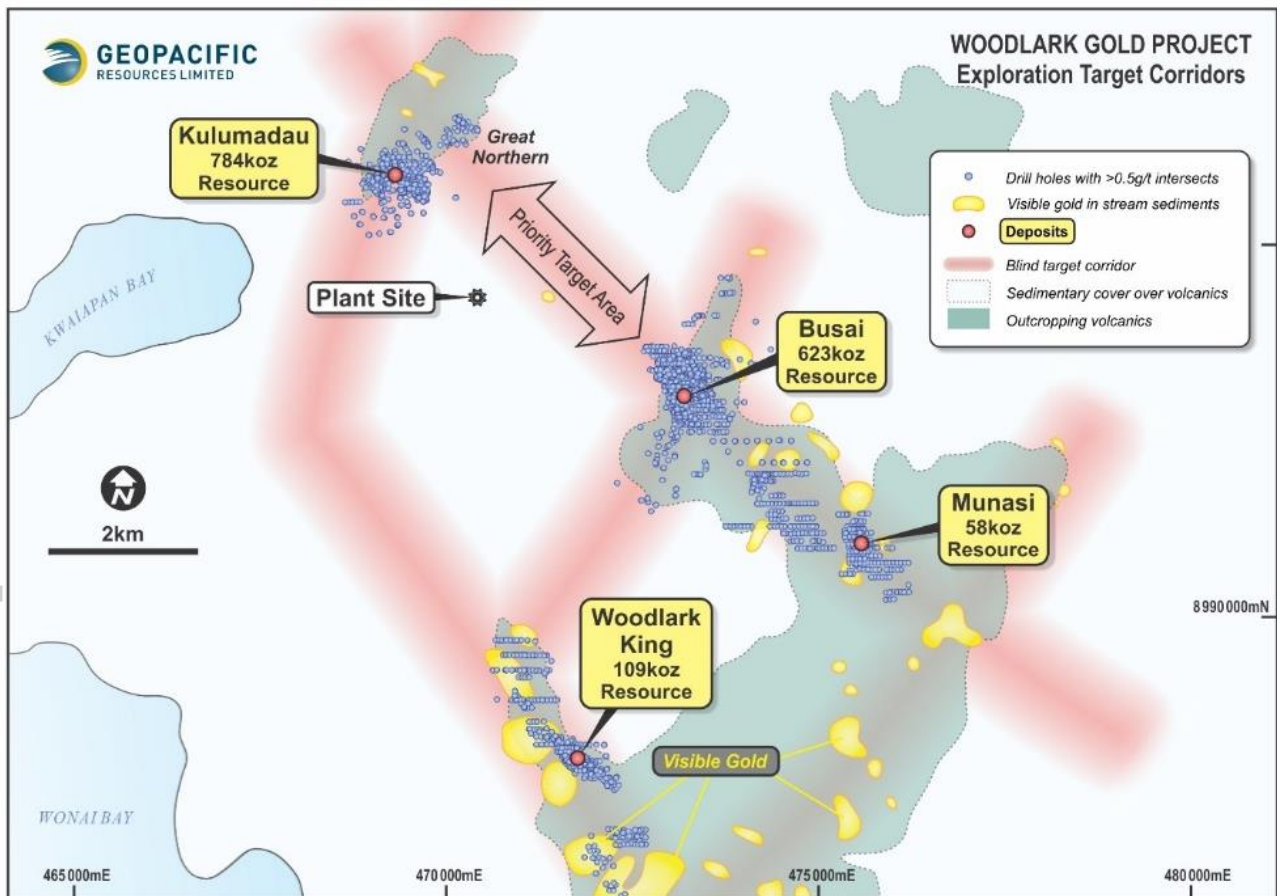 GEOPACIFIC
RESOURCES LIMITED
WOODLARK GOLD PROJECT
Exploration Target Corridors
Kulumadau
784koz
Resource
Great
Northern
Drill holes with >0.5g/t intersects
Visible gold in stream sediments
Deposits
Blind target corridor
Sedimentary cover over volcanics
Outcropping volcanics
Priority Target Area
KWAIAPAN BAY
Plant Site
Busai
623koz
Resource
N
2km
Munasi
58koz
Resource
8990000mN
Woodlark
King
109koz
Resource
Visible Gold
WONAI BAY
465000mE
470000mE
475000mE
480000mE